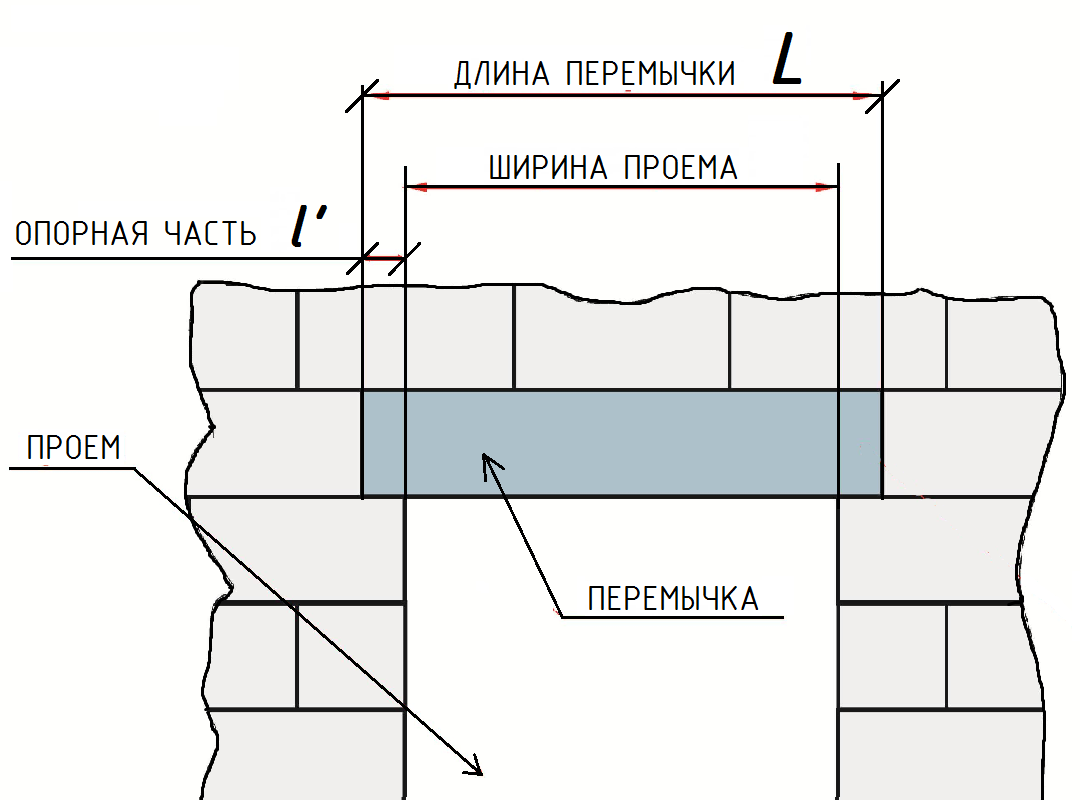 ДЛИНА ПЕРЕМЫЧКИ L
ШИРИНА ПРОЕМА
ОПОРНАЯ ЧАСТЬ l'
ПРОЕМ
ПЕРЕМЫЧКА